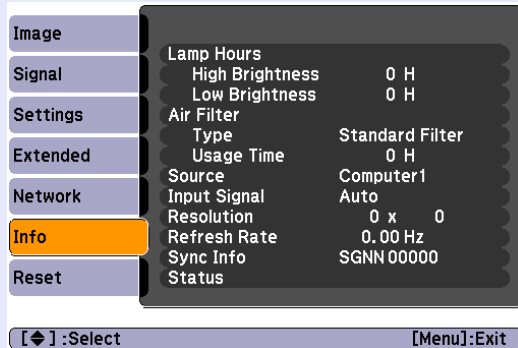 Image
Signal
Settings
Extended
Network
Info
Reset
Lamp Hours
High Brightness 0 H
Low Brightness 0 H
Air Filter
Type Standard Filter
Usage Time 0 H
Source Computer1
Input Signal Auto
Resolution 0 x 0
Refresh Rate 0.00 Hz
Sync Info SGNN 00000
Status
[◆] :Select [Menu]:Exit